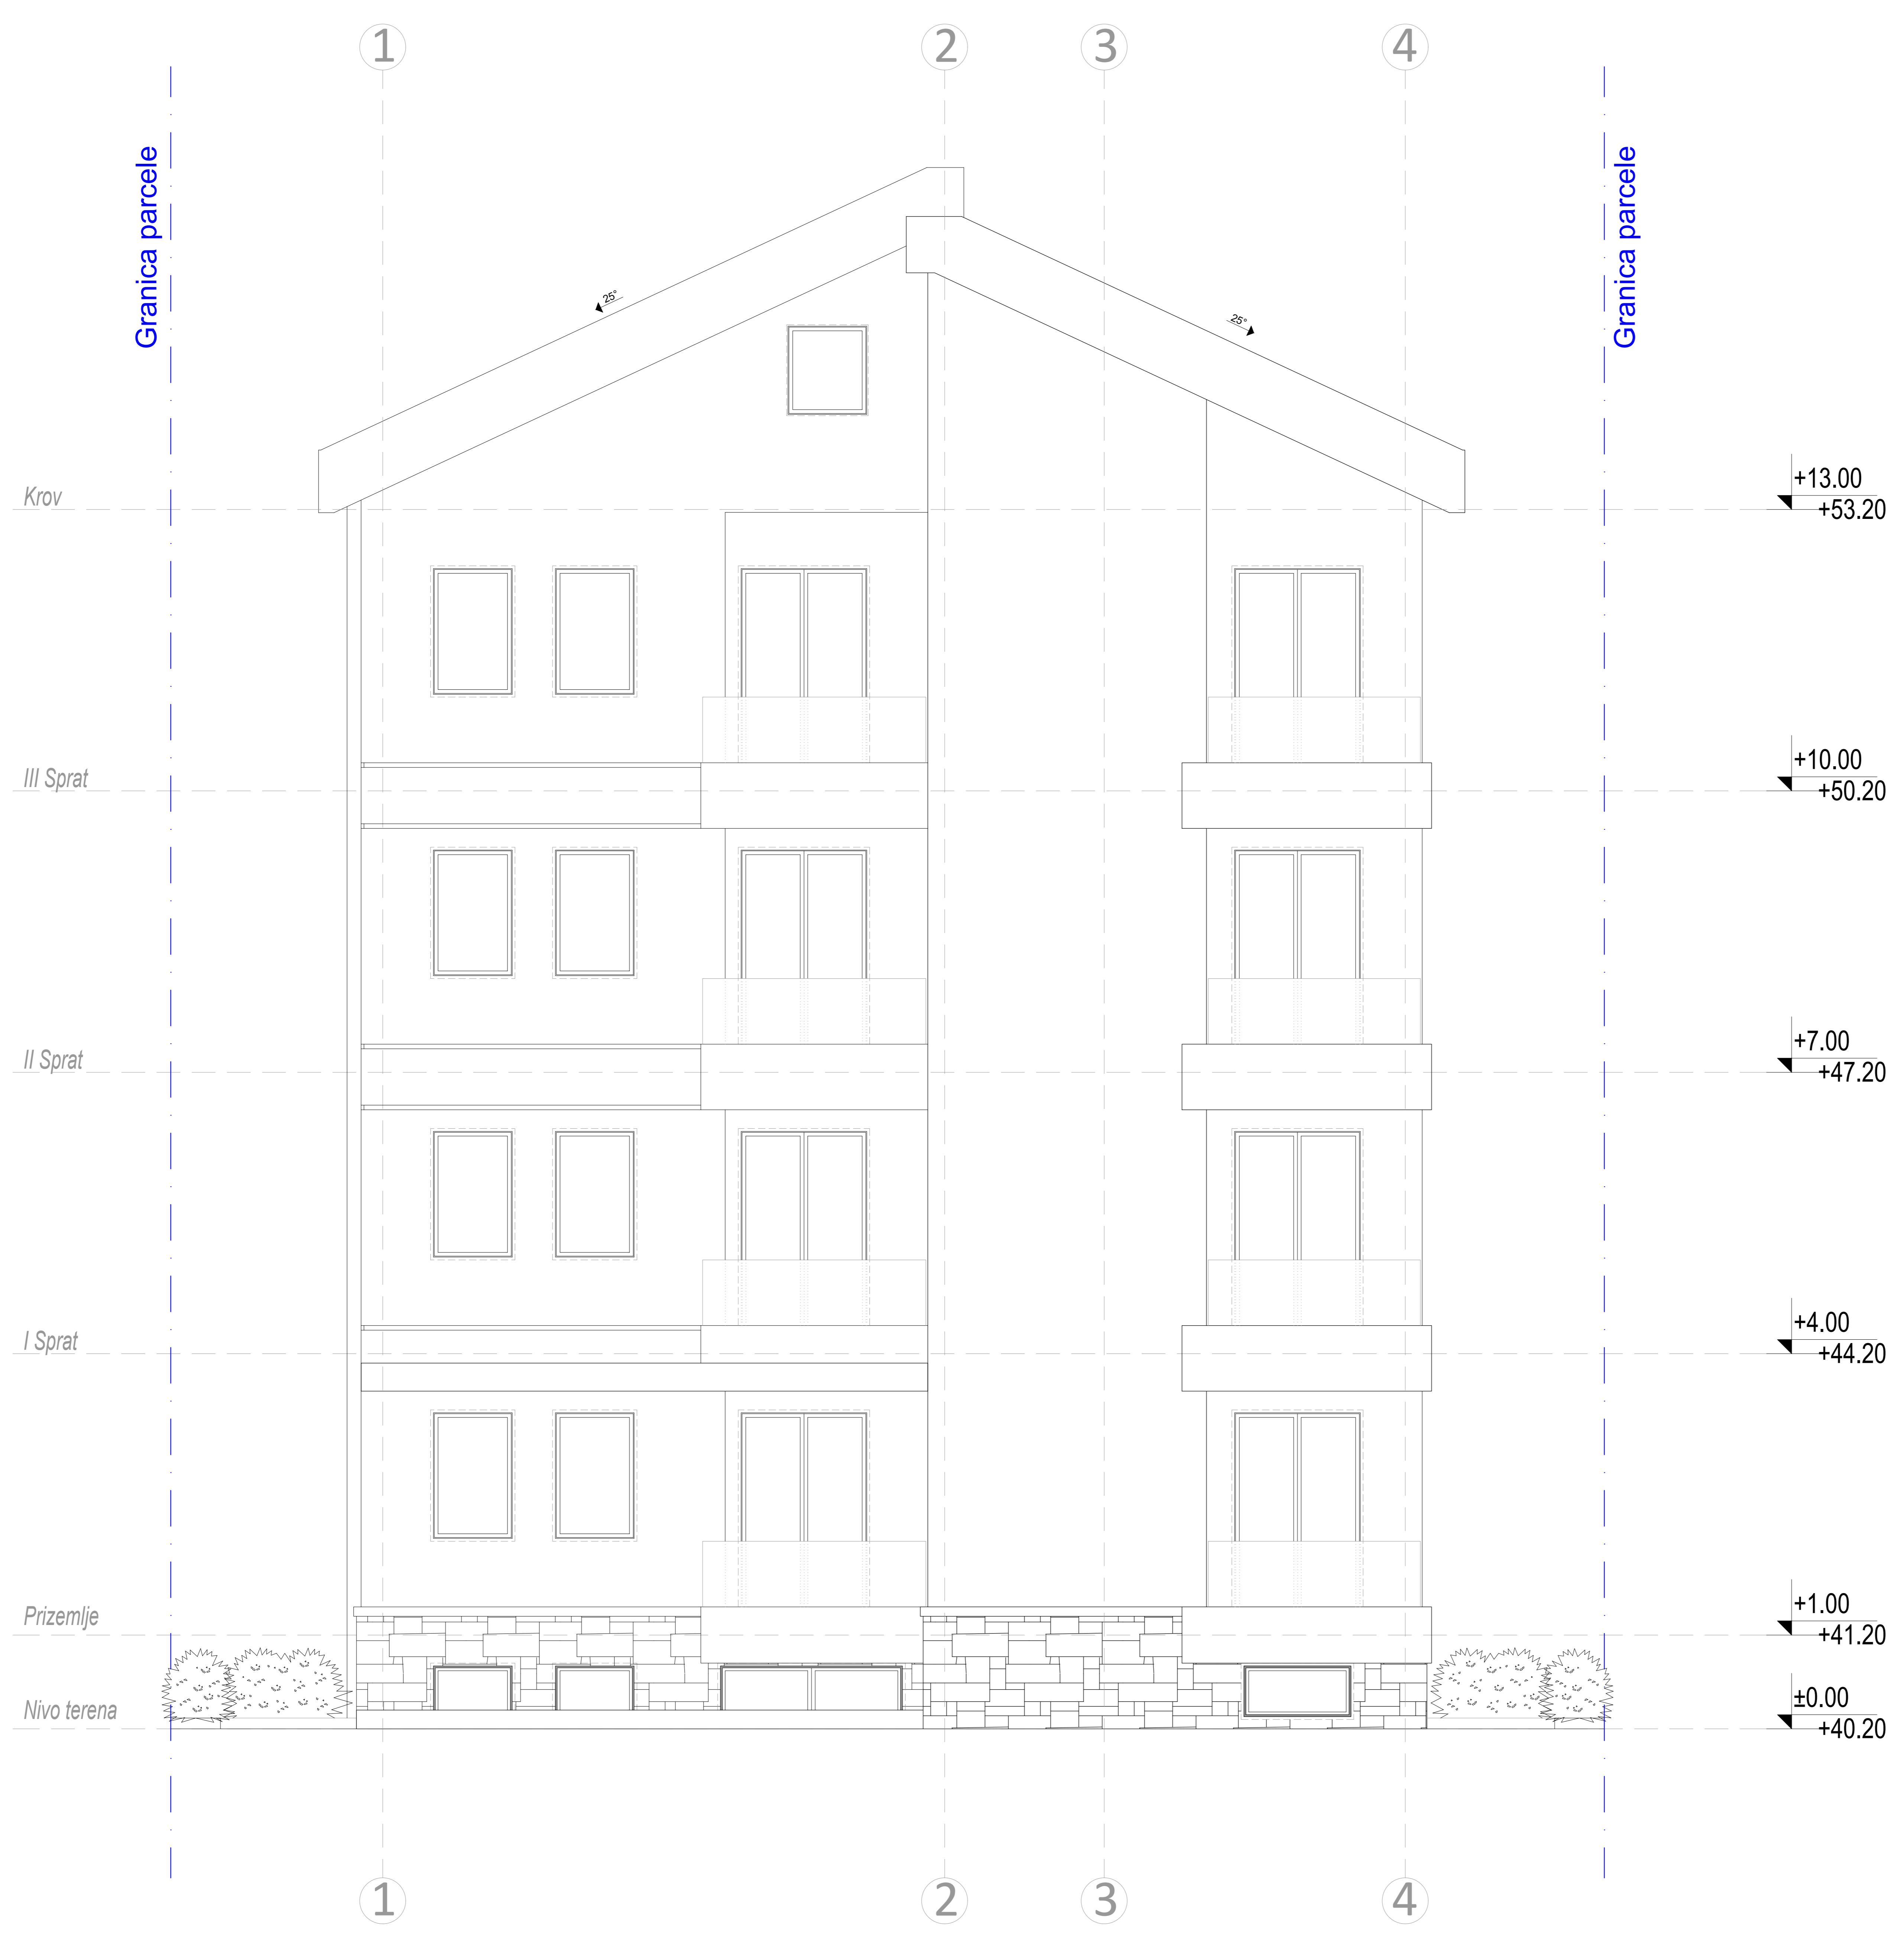 1
2
3
4
Granica parcele
Granica parcele
25°
25°
Krov
+13.00
+53.20
III Sprat
+10.00
+50.20
II Sprat
+7.00
+47.20
I Sprat
+4.00
+44.20
Prizemlje
+1.00
+41.20
Nivo terena
±0.00
+40.20
1
2
3
4